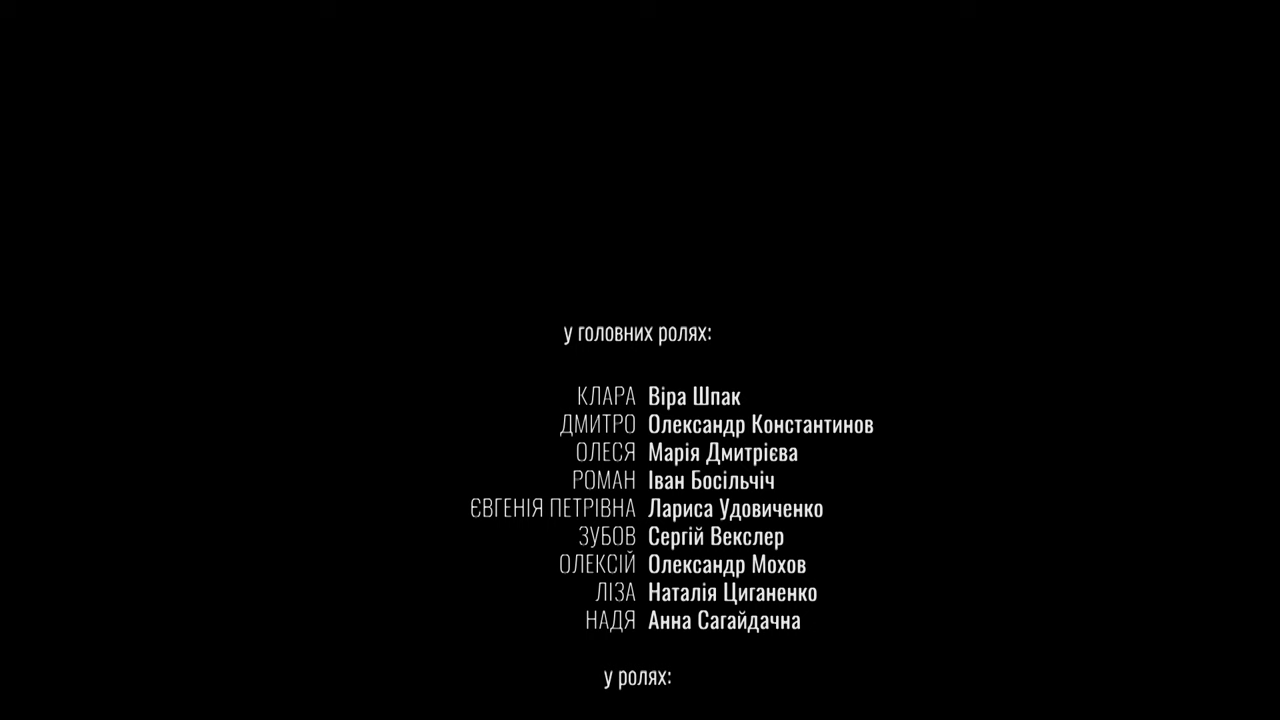 у головних ролях:
КЛАРА Віра Шпак
ДМИТРО Олександр Константинов
ОЛЕСЯ Марія Дмитрієва
РОМАН Іван Босільчіч
ЄВГЕНІЯ ПЕТРІВНА Лариса Удовиченко
ЗУБОВ Сергій Векслер
ОЛЕКСІЙ Олександр Мохов
ЛІЗА Наталія Циганенко
НАДЯ Анна Сагайдачна
у ролях: